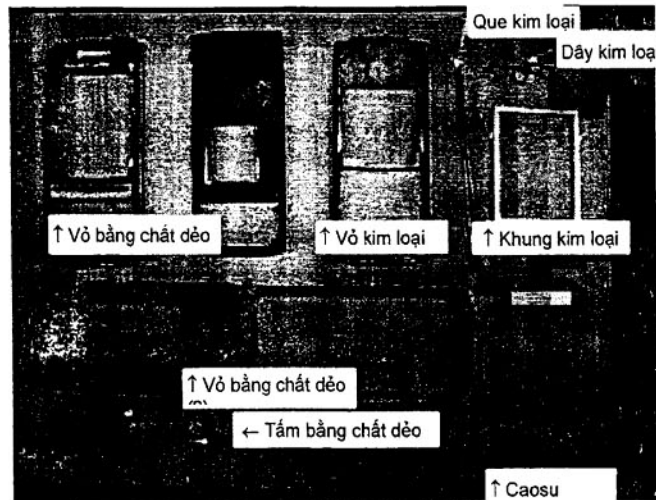 Que kim loại
Dây kim loạ
↑ Vỏ bằng chất dẻo
↑ Vỏ kim loại
↑ Khung kim loại
↑ Vỏ bằng chất dẻo
← Tấm bằng chất dẻo
↑ Caosu